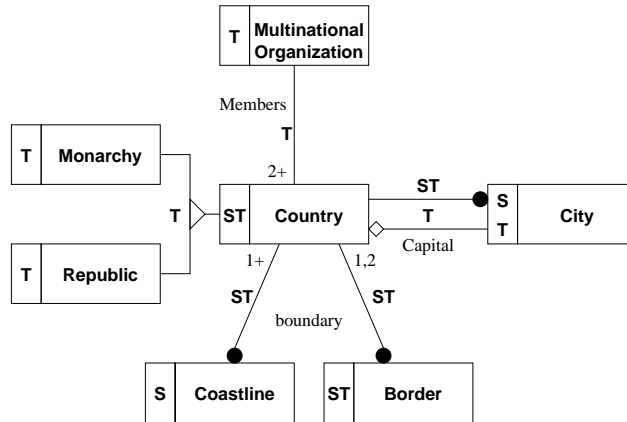 T
Multinational
Organization
Members
T
2+
T
Monarchy
T
Republic
T
ST
Country
ST
T
Capital
S
T
City
1+
1,2
ST
ST
boundary
S
Coastline
ST
Border